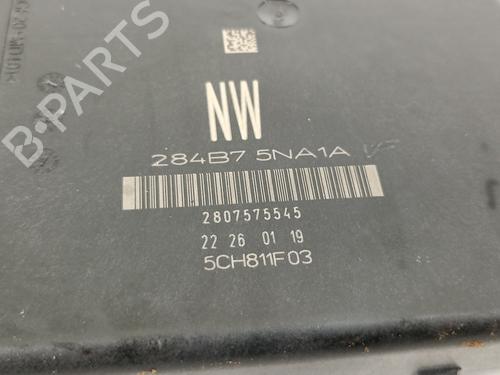 NW
284B7 5NA1A
2807575545
22 26 01 19
5CH811F03
B-PARTS